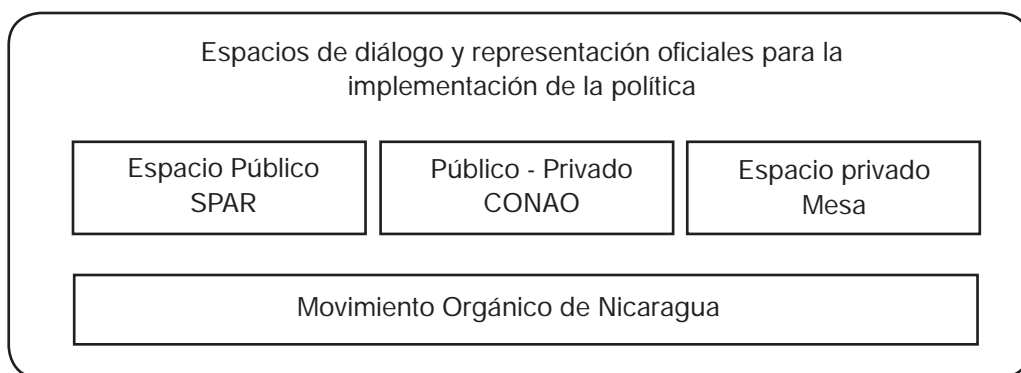 Espacios de diálogo y representación oficiales para la
implementación de la política
Espacio Público
SPAR
Público - Privado
CONAO
Espacio privado
Mesa
Movimiento Orgánico de Nicaragua